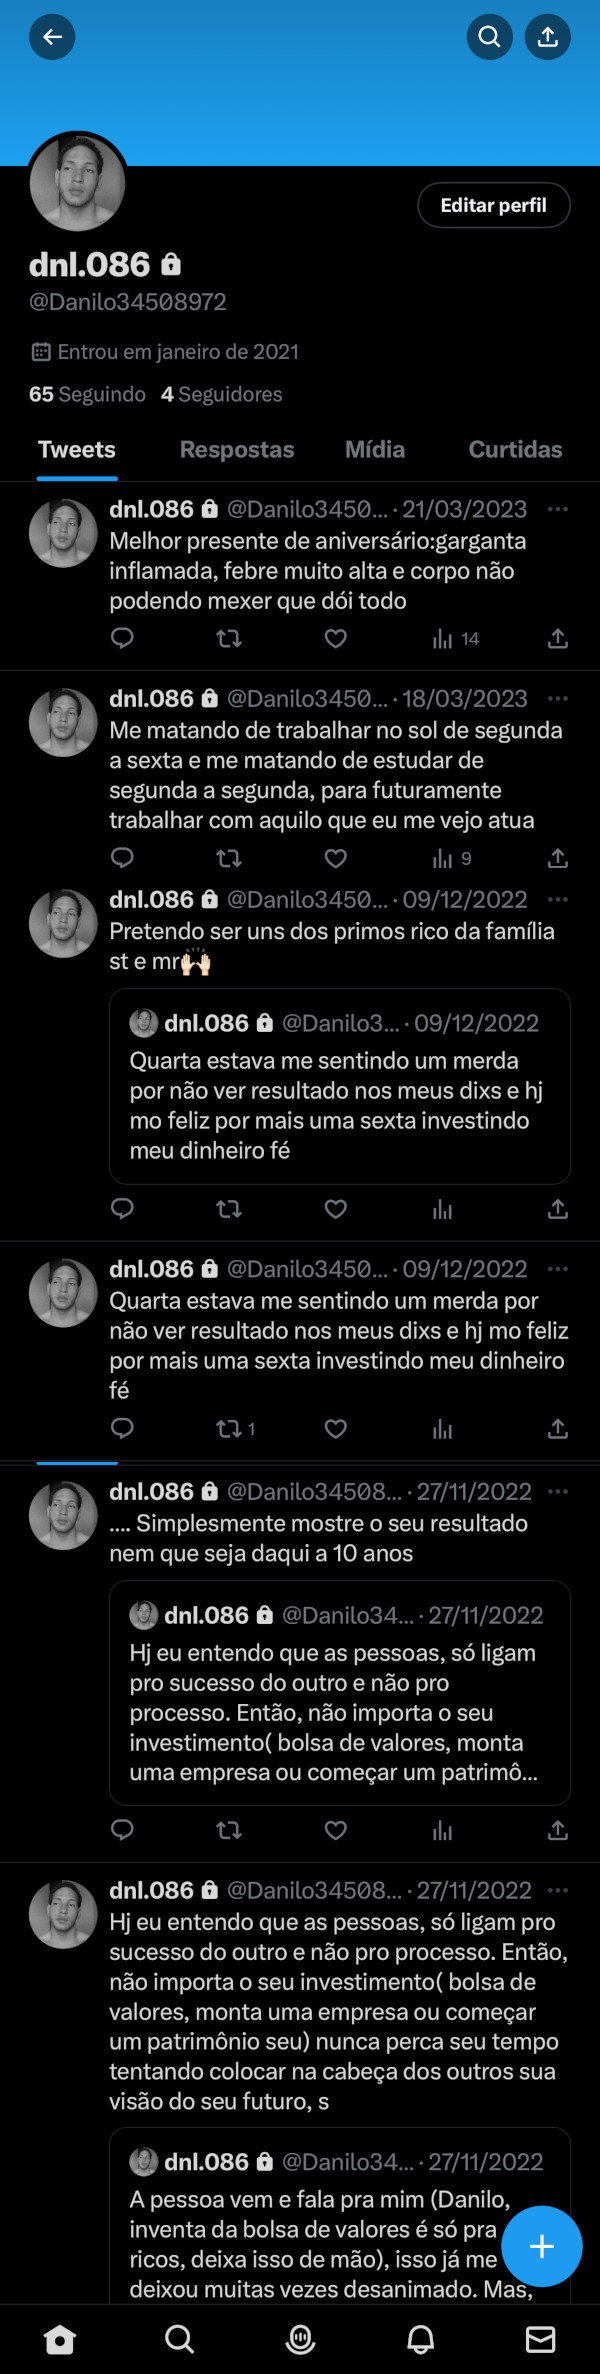 Editar perfil
dnl.086
@Danilo34508972
Entrou em janeiro de 2021
65 Seguindo 4 Seguidores
Tweets Respostas Mídia Curtidas
dnl.086 @Danilo3450... · 21/03/2023
Melhor presente de aniversário:garganta
inflamada, febre muito alta e corpo não
podendo mexer que dói todo
14
dnl.086 @Danilo3450... · 18/03/2023
Me matando de trabalhar no sol de segunda
a sexta e me matando de estudar de
segunda a segunda, para futuramente
trabalhar com aquilo que eu me vejo atua
9
dnl.086 @Danilo3450... · 09/12/2022
Pretendo ser uns dos primos rico da família
st e mr🙌🏻
dnl.086 @Danilo3... · 09/12/2022
Quarta estava me sentindo um merda
por não ver resultado nos meus dixs e hj
mo feliz por mais uma sexta investindo
meu dinheiro fé
dnl.086 @Danilo3450... · 09/12/2022
Quarta estava me sentindo um merda por
não ver resultado nos meus dixs e hj mo feliz
por mais uma sexta investindo meu dinheiro
fé
1
dnl.086 @Danilo34508... · 27/11/2022
.... Simplesmente mostre o seu resultado
nem que seja daqui a 10 anos
dnl.086 @Danilo34... · 27/11/2022
Hj eu entendo que as pessoas, só ligam
pro sucesso do outro e não pro
processo. Então, não importa o seu
investimento( bolsa de valores, monta
uma empresa ou começar um patrimô...
dnl.086 @Danilo34508... · 27/11/2022
Hj eu entendo que as pessoas, só ligam pro
sucesso do outro e não pro processo. Então,
não importa o seu investimento( bolsa de
valores, monta uma empresa ou começar
um patrimônio seu) nunca perca seu tempo
tentando colocar na cabeça dos outros sua
visão do seu futuro, s
dnl.086 @Danilo34... · 27/11/2022
A pessoa vem e fala pra mim (Danilo,
inventa da bolsa de valores é só pra
ricos, deixa isso de mão), isso já me
deixou muitas vezes desanimado. Mas,